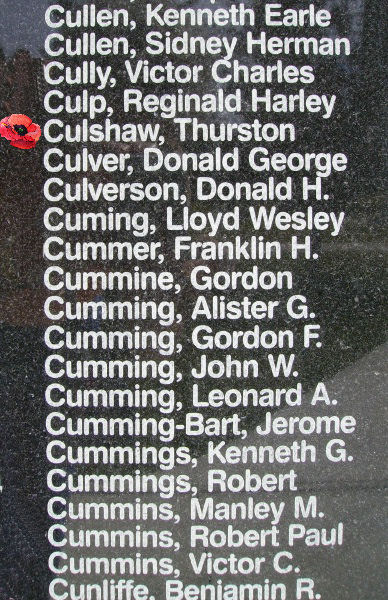 Cullen, Kenneth Earle
Cullen, Sidney Herman
Cully, Victor Charles
Culp, Reginald Harley
Culshaw, Thurston
Culver, Donald George
Culverson, Donald H.
Cuming, Lloyd Wesley
Cummer, Franklin H.
Cummine, Gordon
Cumming, Alister G.
Cumming, Gordon F.
Cumming, John W.
Cumming, Leonard A.
Cumming-Bart, Jerome
Cummings, Kenneth G.
Cummings, Robert
Cummins, Manley M.
Cummins, Robert Paul
Cummins, Victor C.
Cunliffe, Benjamin R.